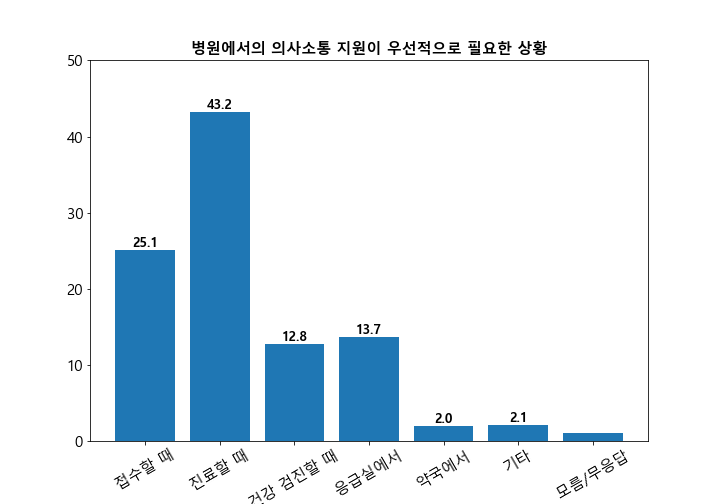 병원에서의 의사소통 지원이 우선적으로 필요한 상황
50
40
30
20
10
0
25.1
43.2
12.8
13.7
2.0
2.1
접수할 때
진료할 때
건강 검진할 때
응급실에서
약국에서
기타
모름/무응답